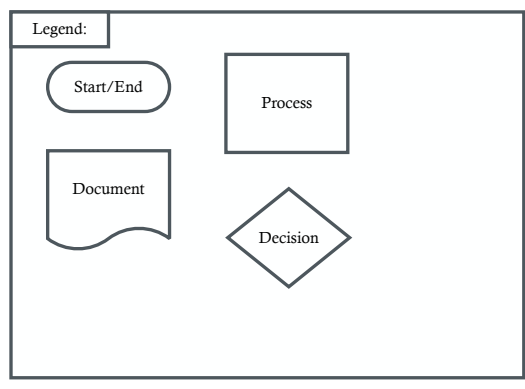 Legend:
Start/End
Process
Document
Decision